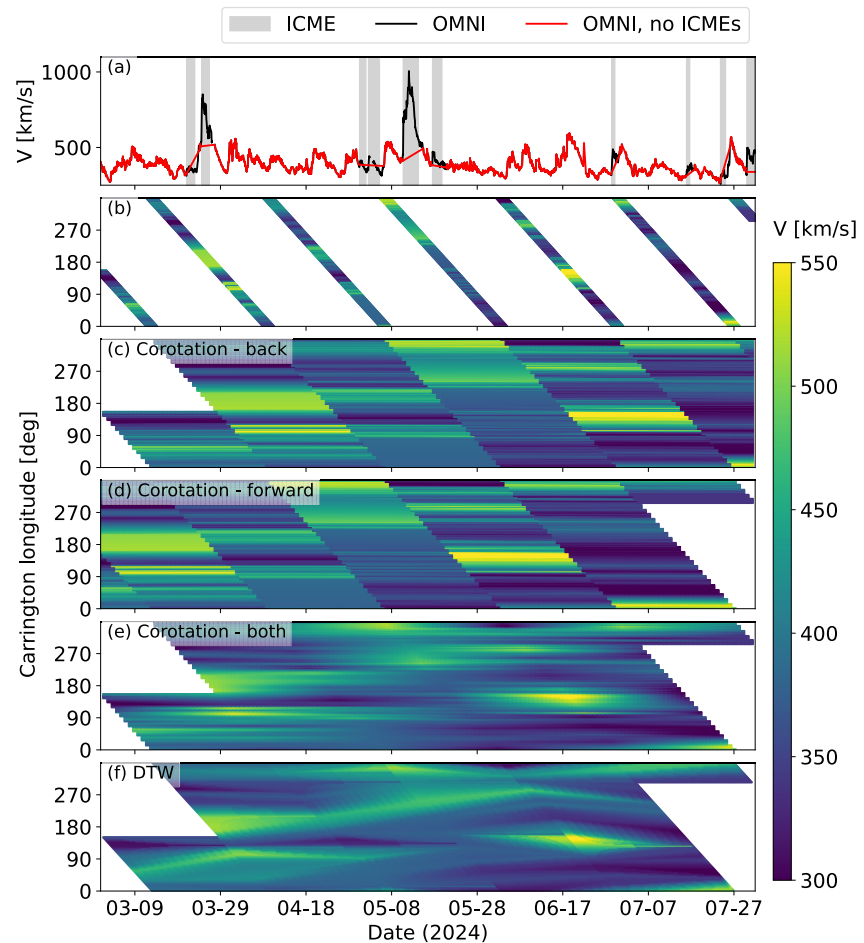 ICME OMNI OMNI, no ICMEs
(a)
1000
500
V [km/s]
(b)
270
180
90
0
V [km/s]
550
500
450
400
350
300
(c) Corotation - back
270
180
90
0
(d) Corotation - forward
270
180
90
0
Carrington longitude [deg]
(e) Corotation - both
270
180
90
0
(f) DTW
270
180
90
0
03-09 03-29 04-18 05-08 05-28 06-17 07-07 07-27
Date (2024)